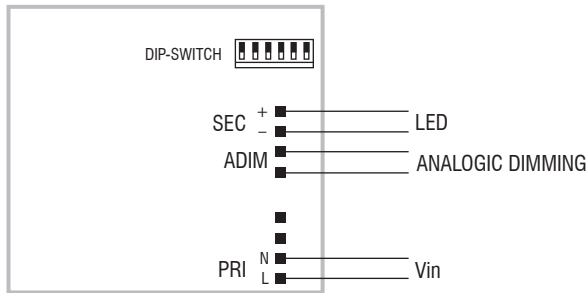 DIP-SWITCH
SEC + LED
−
ADIM ANALOGIC DIMMING
N
PRI Vin
L